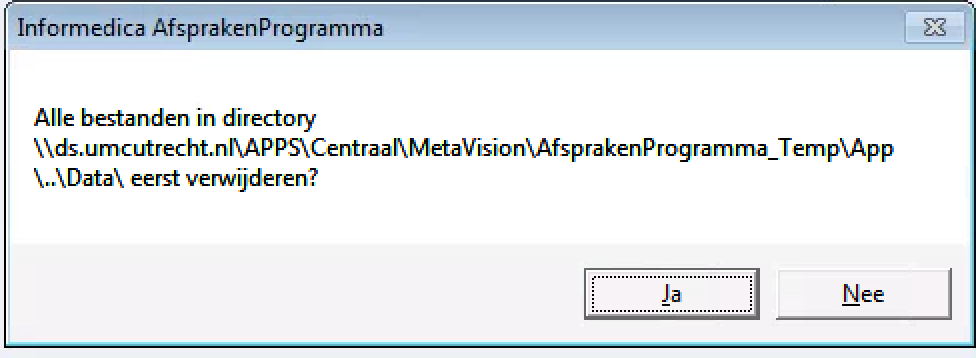 Informedica AfsprakenProgramma
Alle bestanden in directory
\\ds.umcutrecht.nl\APPS\Centraal\MetaVision\AfsprakenProgramma_Temp\App
\..\Data\ eerst verwijderen?
Ja
Nee